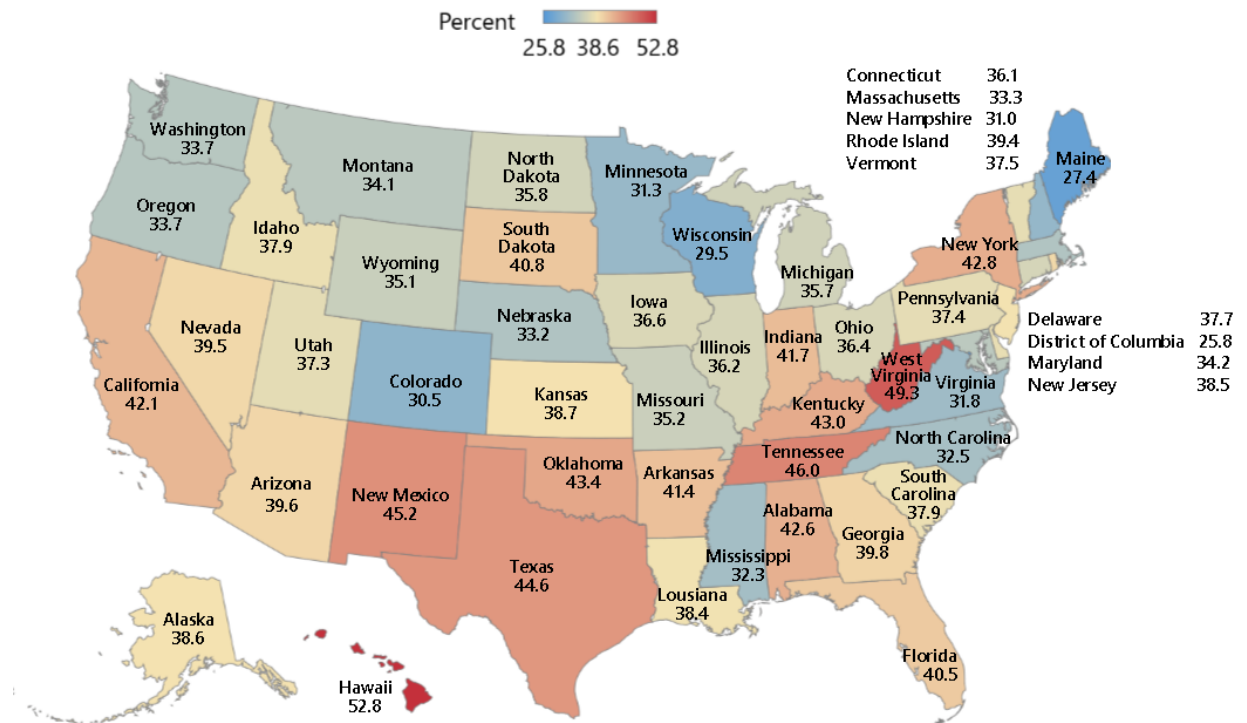 Percent
25.8 38.6 52.8
Connecticut 36.1
Massachusetts 33.3
New Hampshire 31.0
Rhode Island 39.4
Vermont 37.5
Washington
33.7
Montana
34.1
North
Dakota
35.8
Minnesota
31.3
Maine
27.4
Oregon
33.7
Idaho
37.9
Wyoming
35.1
South
Dakota
40.8
Wisconsin
29.5
Michigan
35.7
New York
42.8
Nevada
39.5
Utah
37.3
Colorado
30.5
Nebraska
33.2
Iowa
36.6
Illinois
36.2
Indiana
41.7
Ohio
36.4
Pennsylvania
37.4
Delaware 37.7
District of Columbia 25.8
Maryland 34.2
New Jersey 38.5
California
42.1
Kansas
38.7
Missouri
35.2
Kentucky
43.0
West
Virginia
49.3
Virginia
31.8
Arizona
39.6
New Mexico
45.2
Oklahoma
43.4
Arkansas
41.4
Tennessee
46.0
North Carolina
32.5
South
Carolina
37.9
Texas
44.6
Lousiana
38.4
Mississippi
32.3
Alabama
42.6
Georgia
39.8
Florida
40.5
Alaska
38.6
Hawaii
52.8